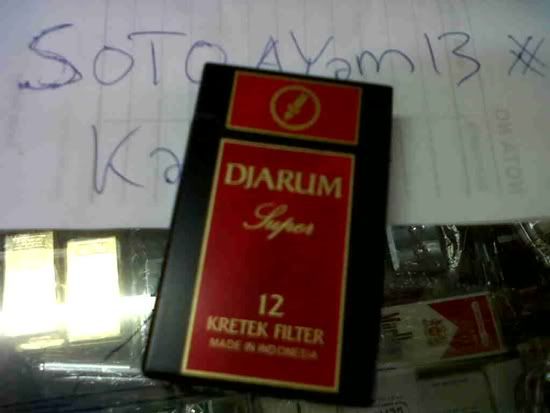 SOTO AYam 13 *
Ka
DJARUM
Super
12
KRETEK FILTER
MADE IN INDONESIA